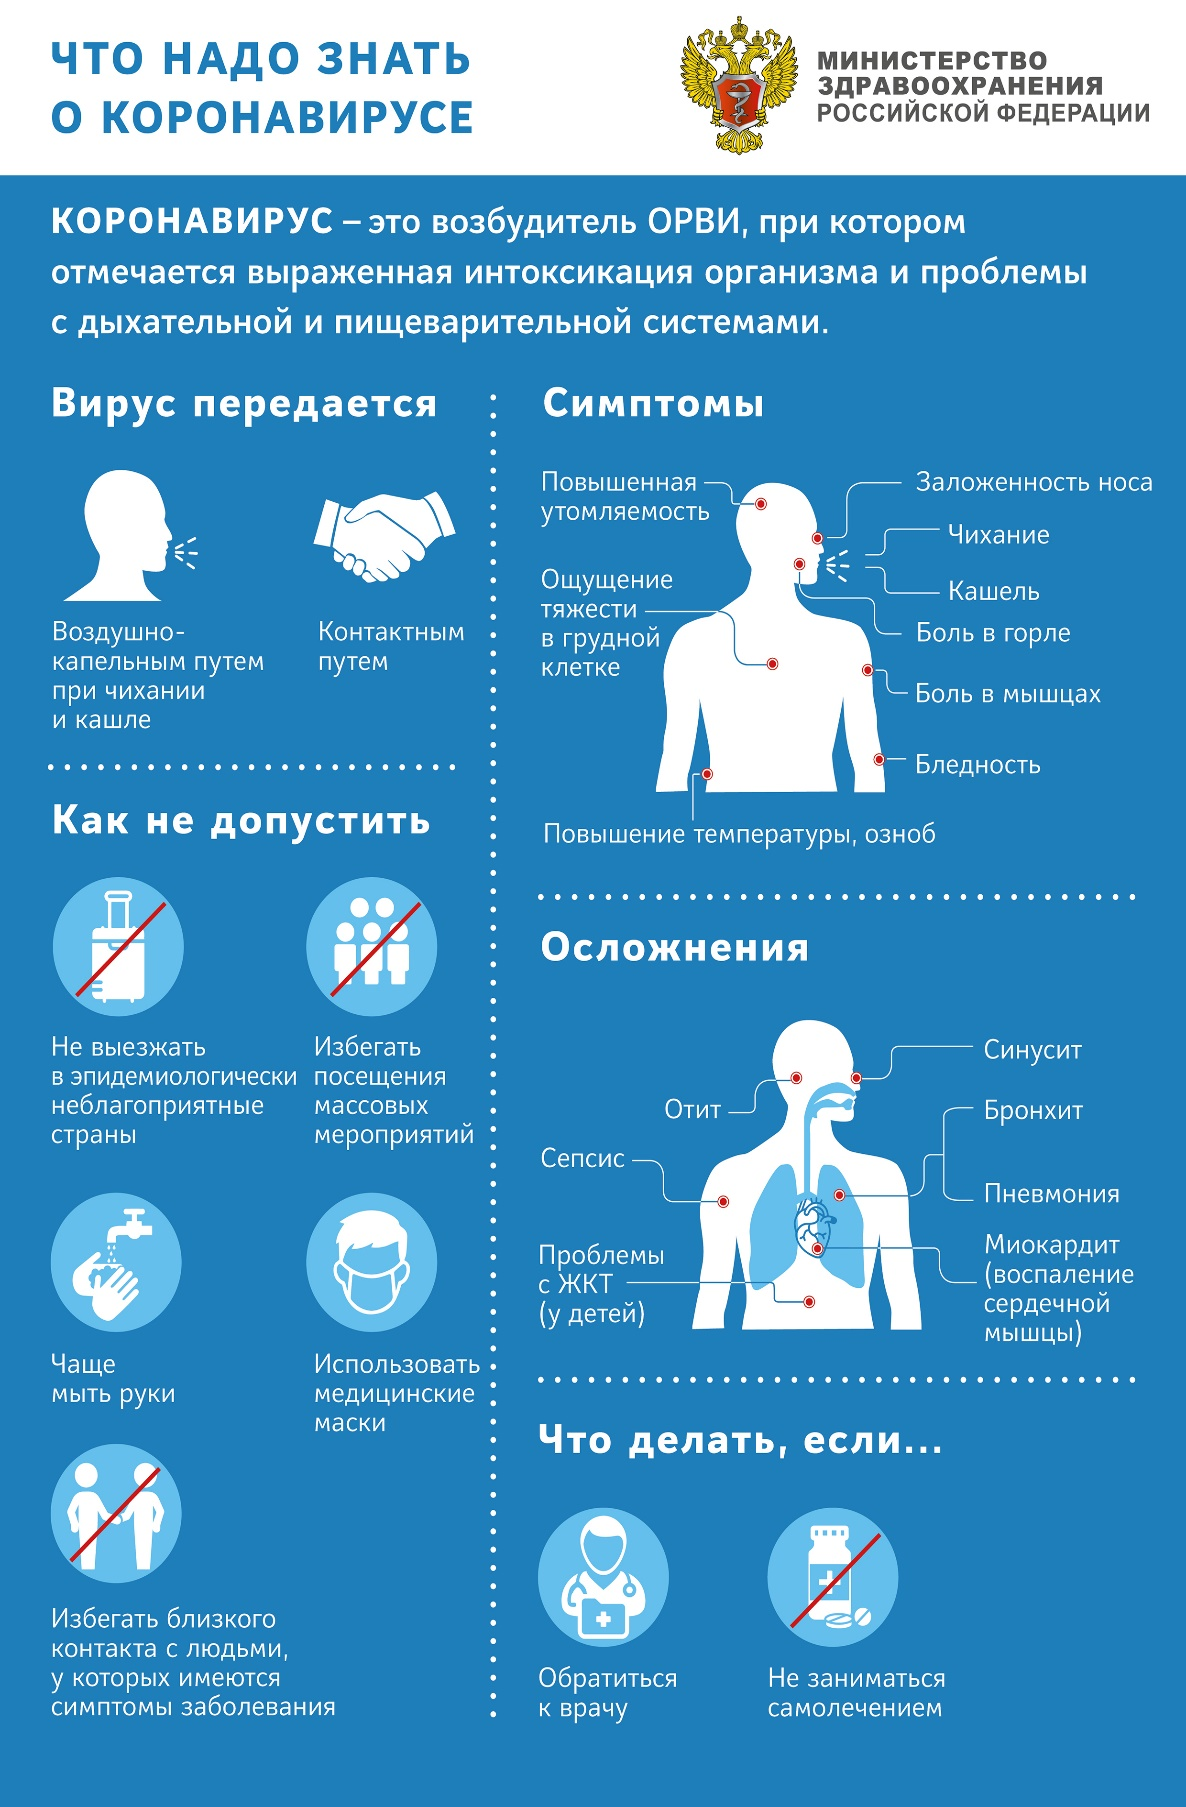 ЧТО НАДО ЗНАТЬ
О КОРОНАВИРУСЕ
МИНИСТЕРСТВО
ЗДРАВООХРАНЕНИЯ
РОССИЙСКОЙ ФЕДЕРАЦИИ
КОРОНАВИРУС – это возбудитель ОРВИ, при котором
отмечается выраженная интоксикация организма и проблемы
с дыхательной и пищеварительной системами.
Вирус передается
Воздушно-
капельным путем
при чихании
и кашле
Контактным
путем
Как не допустить
Не выезжать
в эпидемиологически
неблагоприятные
страны
Избегать
посещения
массовых
мероприятий
Чаще
мыть руки
Использовать
медицинские
маски
Избегать близкого
контакта с людьми,
у которых имеются
симптомы заболевания
Симптомы
Повышенная
утомляемость
Ощущение
тяжести
в грудной
клетке
Заложенность носа
Чихание
Кашель
Боль в горле
Боль в мышцах
Бледность
Повышение температуры, озноб
Осложнения
Отит
Сепсис
Проблемы
с ЖКТ
(у детей)
Синусит
Бронхит
Пневмония
Миокардит
(воспаление
сердечной
мышцы)
Что делать, если...
Обратиться
к врачу
Не заниматься
самолечением